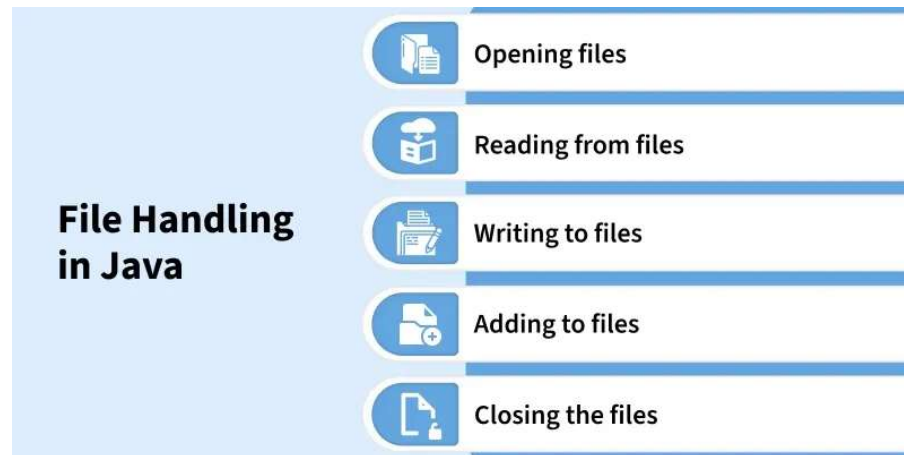 File Handling
in Java
Opening files
Reading from files
Writing to files
Adding to files
Closing the files